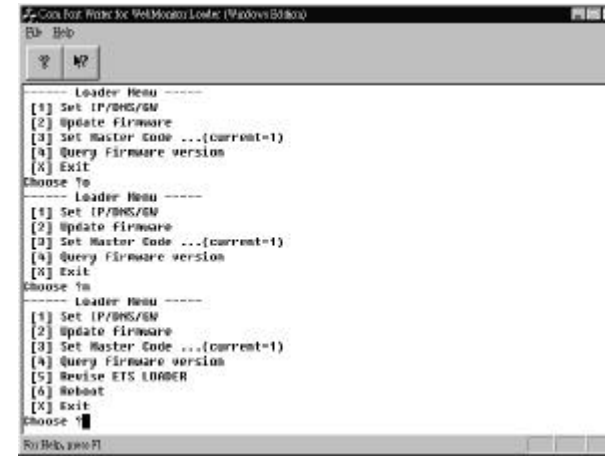 Com Port Writer for WebMonitor Loader (Windows Edition)
File Help
------ Loader Menu -----
[1] Set IP/DNS/GW
[2] Update firmware
[3] Set Master Code ...(current=1)
[4] Query Firmware version
[X] Exit
Choose ?o
------ Loader Menu -----
[1] Set IP/DNS/GW
[2] Update firmware
[3] Set Master Code ...(current=1)
[4] Query Firmware version
[X] Exit
Choose ?m
------ Loader Menu -----
[1] Set IP/DNS/GW
[2] Update firmware
[3] Set Master Code ...(current=1)
[4] Query Firmware version
[5] Revise ETS LOADER
[6] Reboot
[X] Exit
Choose ?
For Help, press F1